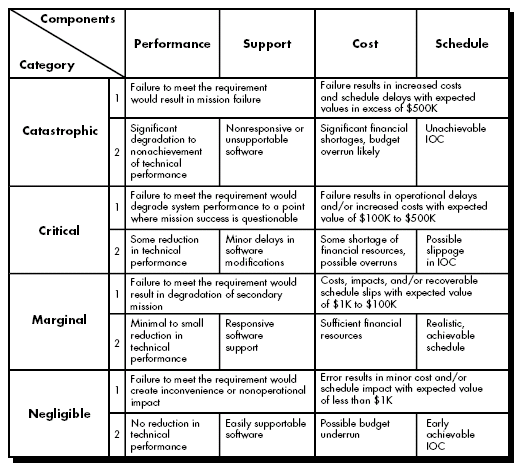 Components
Category
Performance
Support
Cost
Schedule
Catastrophic
1
Failure to meet the requirement
would result in mission failure
Failure results in increased costs
and schedule delays with expected
values in excess of $500K
2
Significant
degradation to
nonachievement
of technical
performance
Nonresponsive or
unsupportable
software
Significant financial
shortages, budget
overrun likely
Unachievable
IOC
Critical
1
Failure to meet the requirement would
degrade system performance to a point
where mission success is questionable
Failure results in operational delays
and/or increased costs with expected
value of $100K to $500K
2
Some reduction
in technical
performance
Minor delays in
software
modifications
Some shortage of
financial resources,
possible overruns
Possible
slippage
in IOC
Marginal
1
Failure to meet the requirement would
result in degradation of secondary
mission
Costs, impacts, and/or recoverable
schedule slips with expected value
of $1K to $100K
2
Minimal to small
reduction in
technical
performance
Responsive
software
support
Sufficient financial
resources
Realistic,
achievable
schedule
Negligible
1
Failure to meet the requirement would
create inconvenience or nonoperational
impact
Error results in minor cost and/or
schedule impact with expected value
of less than $1K
2
No reduction in
technical
performance
Easily supportable
software
Possible budget
underrun
Early
achievable
IOC